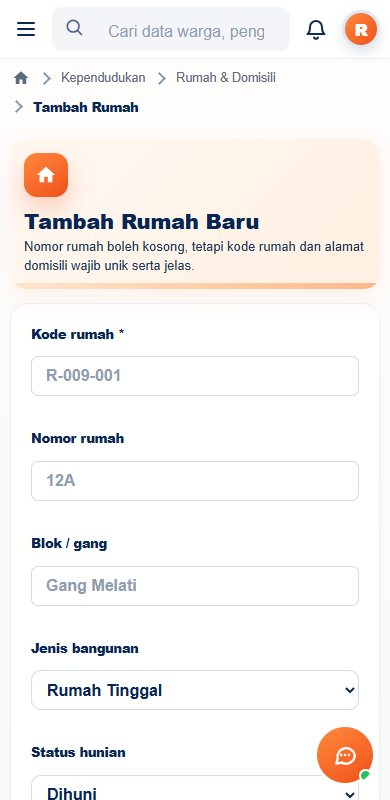 Cari data warga, peng
R
Kependudukan
Rumah & Domisili
Tambah Rumah
Tambah Rumah Baru
Nomor rumah boleh kosong, tetapi kode rumah dan alamat
domisili wajib unik serta jelas.
Kode rumah *
R-009-001
Nomor rumah
12A
Blok / gang
Gang Melati
Jenis bangunan
Rumah Tinggal
Status hunian
Dihuni